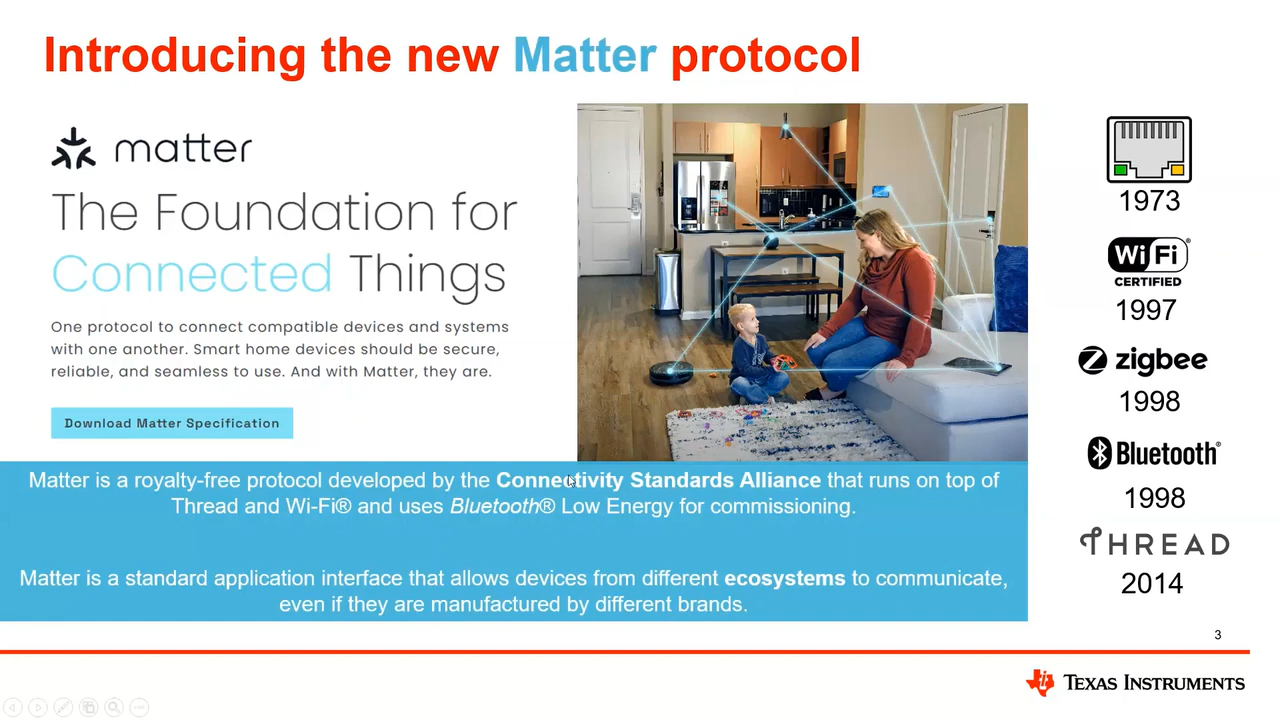 Introducing the new Matter protocol
matter
The Foundation for
Connected Things
One protocol to connect compatible devices and systems
with one another. Smart home devices should be secure,
reliable, and seamless to use. And with Matter, they are.
Download Matter Specification
Matter is a royalty-free protocol developed by the Connectivity Standards Alliance that runs on top of
Thread and Wi-Fi® and uses Bluetooth® Low Energy for commissioning.
Matter is a standard application interface that allows devices from different ecosystems to communicate,
even if they are manufactured by different brands.
1973
Wi Fi®
CERTIFIED
1997
zigbee
1998
Bluetooth®
1998
THREAD
2014
3
TEXAS INSTRUMENTS